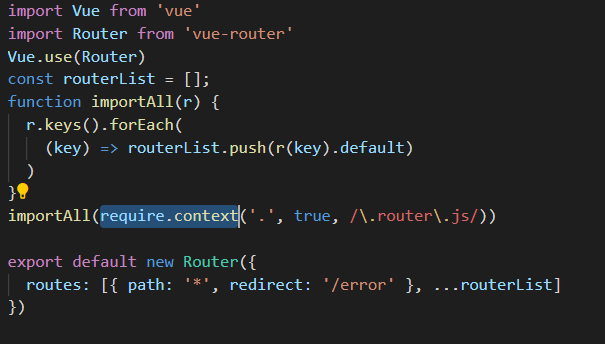 import Vue from 'vue'
import Router from 'vue-router'
Vue.use(Router)
const routerList = [];
function importAll(r) {
  r.keys().forEach(
    (key) => routerList.push(r(key).default)
  )
}
importAll(require.context('.', true, /\.router\.js/))

export default new Router({
  routes: [{ path: '*', redirect: '/error' }, ...routerList]
})